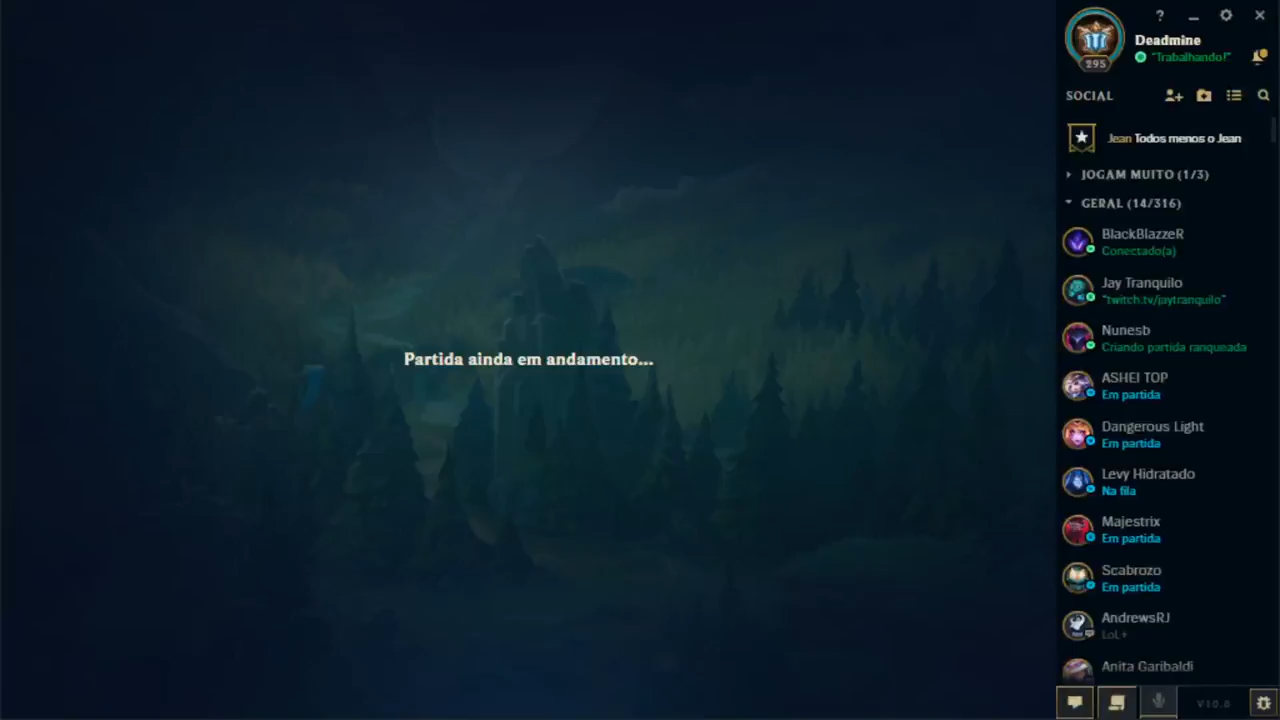 ?
Deadmine
295
"Trabalhando!"
SOCIAL
Jean Todos menos o Jean
JOGAM MUITO (1/3)
GERAL (14/316)
BlackBlazzeR
Conectado(a)
Jay Tranquilo
"twitch.tv/jaytranquilo"
Nunesb
Criando partida ranqueada
Partida ainda em andamento...
ASHEI TOP
Em partida
Dangerous Light
Em partida
Levy Hidratado
Na fila
Majestrix
Em partida
Scabrozo
Em partida
AndrewsRJ
LoL+
Anita Garibaldi